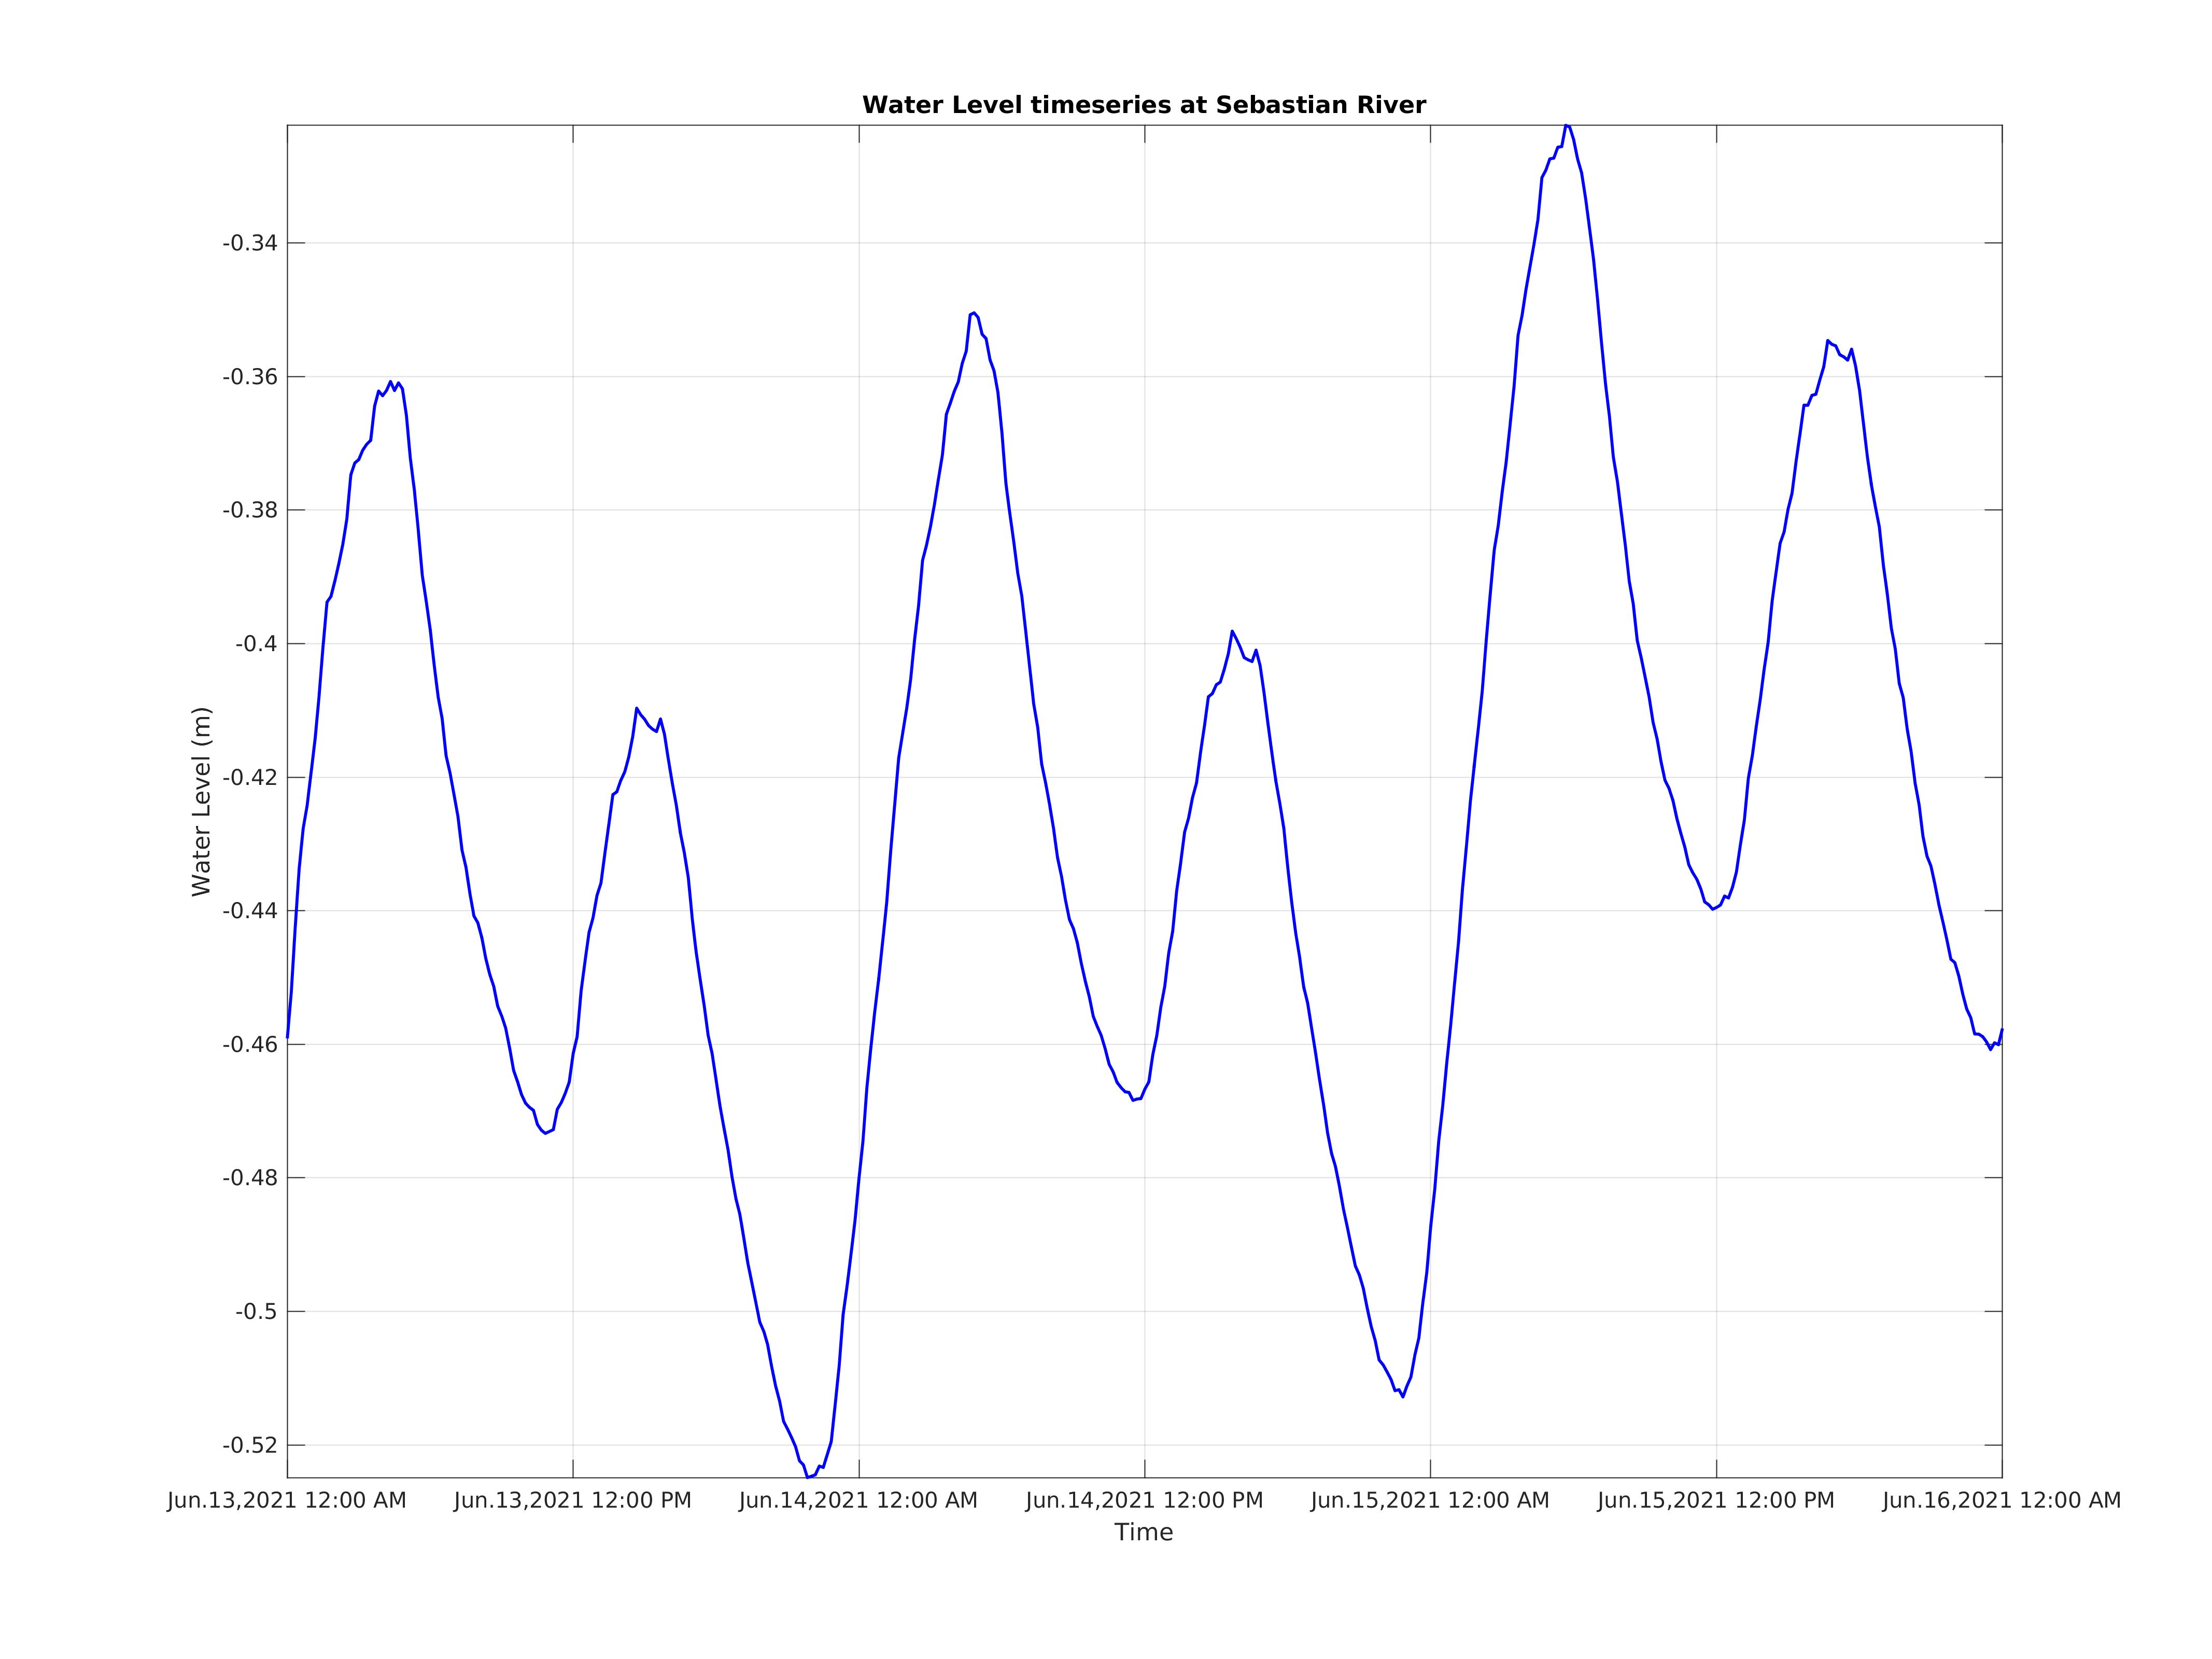 Water Level timeseries at Sebastian River
-0.34
-0.36
-0.38
-0.4
-0.42
-0.44
-0.46
-0.48
-0.5
-0.52
Water Level (m)
Jun.13,2021 12:00 AM Jun.13,2021 12:00 PM Jun.14,2021 12:00 AM Jun.14,2021 12:00 PM Jun.15,2021 12:00 AM Jun.15,2021 12:00 PM Jun.16,2021 12:00 AM
Time